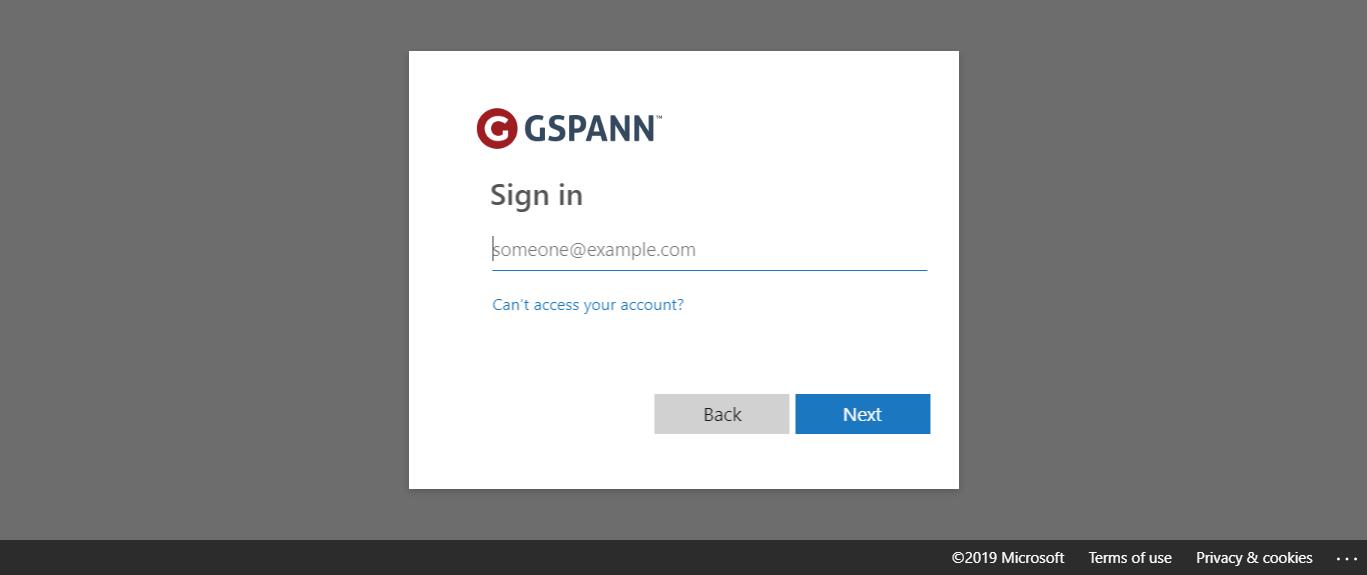 GSPANN™
Sign in
someone@example.com
Can't access your account?
Back Next
©2019 Microsoft Terms of use Privacy & cookies ...